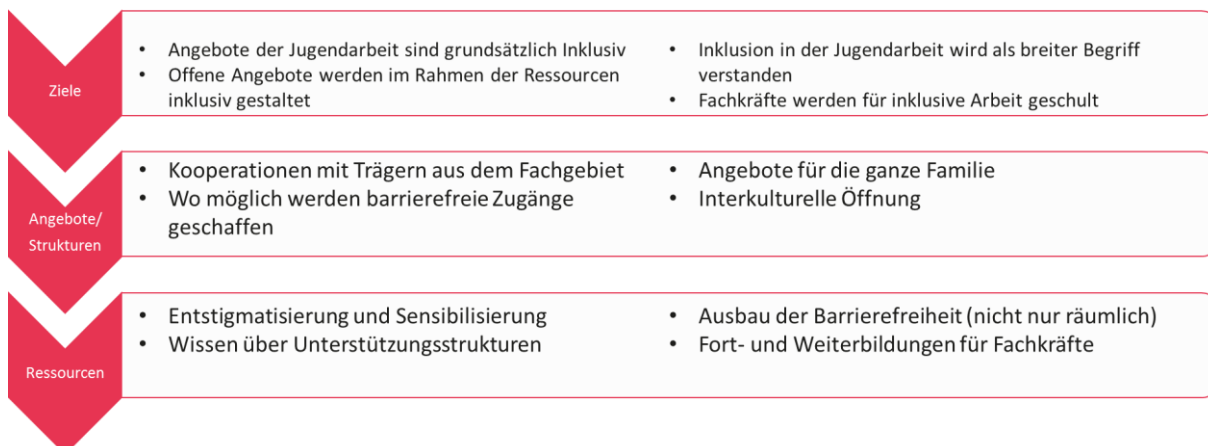 Ziele
• Angebote der Jugendarbeit sind grundsätzlich Inklusiv
• Offene Angebote werden im Rahmen der Ressourcen
inklusiv gestaltet
• Inklusion in der Jugendarbeit wird als breiter Begriff
verstanden
• Fachkräfte werden für inklusive Arbeit geschult
Angebote/
Strukturen
• Kooperationen mit Trägern aus dem Fachgebiet
• Wo möglich werden barrierefreie Zugänge
geschaffen
• Angebote für die ganze Familie
• Interkulturelle Öffnung
Ressourcen
• Entstigmatisierung und Sensibilisierung
• Wissen über Unterstützungsstrukturen
• Ausbau der Barrierefreiheit (nicht nur räumlich)
• Fort- und Weiterbildungen für Fachkräfte